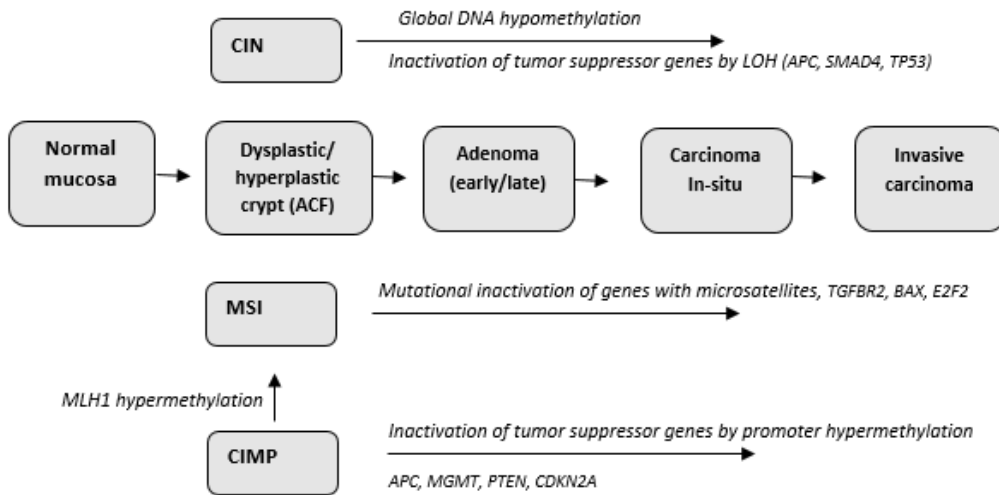 Global DNA hypomethylation
CIN
Inactivation of tumor suppressor genes by LOH (APC, SMAD4, TP53)
Normal
mucosa
Dysplastic/
hyperplastic
crypt (ACF)
Adenoma
(early/late)
Carcinoma
In-situ
Invasive
carcinoma
MSI
Mutational inactivation of genes with microsatellites, TGFBR2, BAX, E2F2
MLH1 hypermethylation
CIMP
Inactivation of tumor suppressor genes by promoter hypermethylation
APC, MGMT, PTEN, CDKN2A